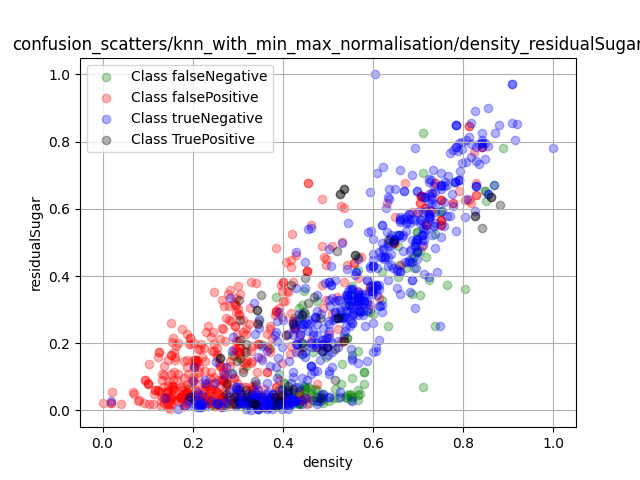 confusion_scatters/knn_with_min_max_normalisation/density_residualSugar
Class falseNegative
Class falsePositive
Class trueNegative
Class TruePositive
1.0
0.8
0.6
0.4
0.2
0.0
residualSugar
0.0 0.2 0.4 0.6 0.8 1.0
density